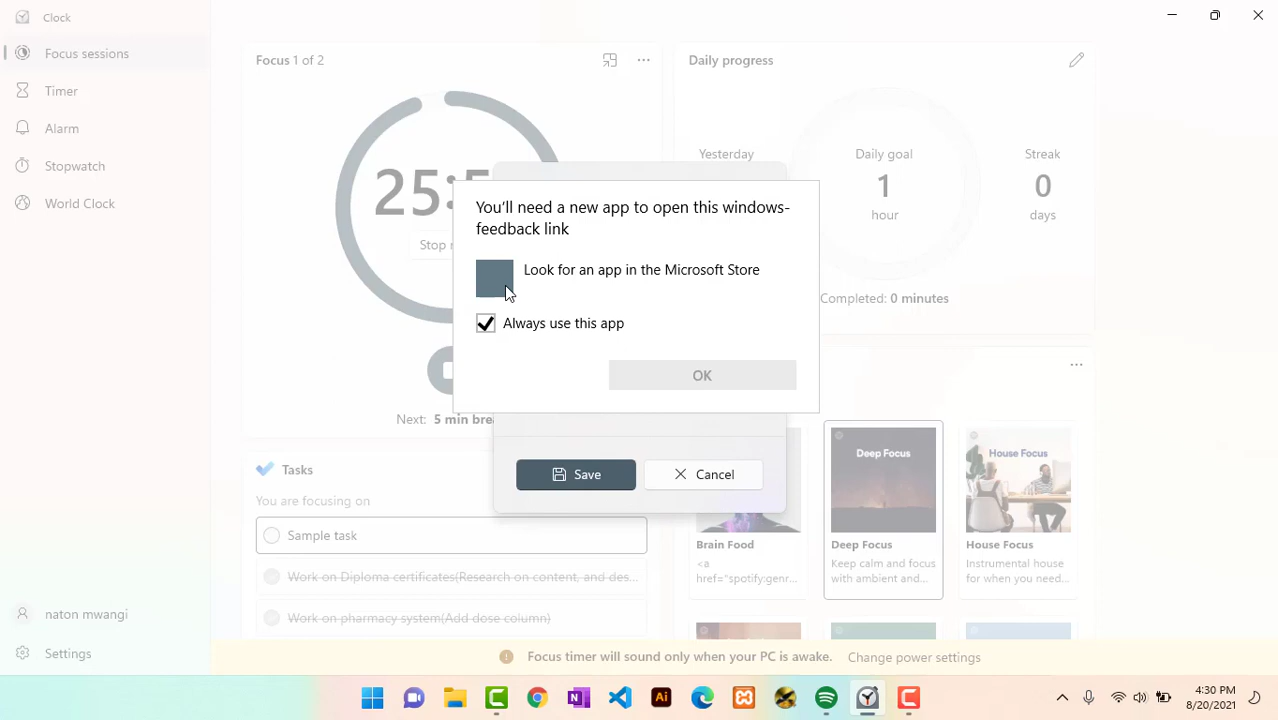 Clock
Focus sessions
Timer
Alarm
Stopwatch
World Clock
naton mwangi
Settings
Focus 1 of 2
Stop
Next: 5 min
Tasks
You are focusing on
Sample task
Work on Diploma certificates(Research on content, and des...
Work on pharmacy system(Add dose column)
You'll need a new app to open this windows-
feedback link
Look for an app in the Microsoft Store
Always use this app
OK
Save
Cancel
Daily progress
Yesterday
Daily goal
1
hour
Streak
0
days
Completed: 0 minutes
Deep Focus
House Focus
Brain Food
<a
href="spotify:genr...
Deep Focus
Keep calm and focus
with ambient and...
House Focus
Instrumental house
for when you need...
Focus timer will sound only when your PC is awake.
Change power settings
4:30 PM
8/20/2021